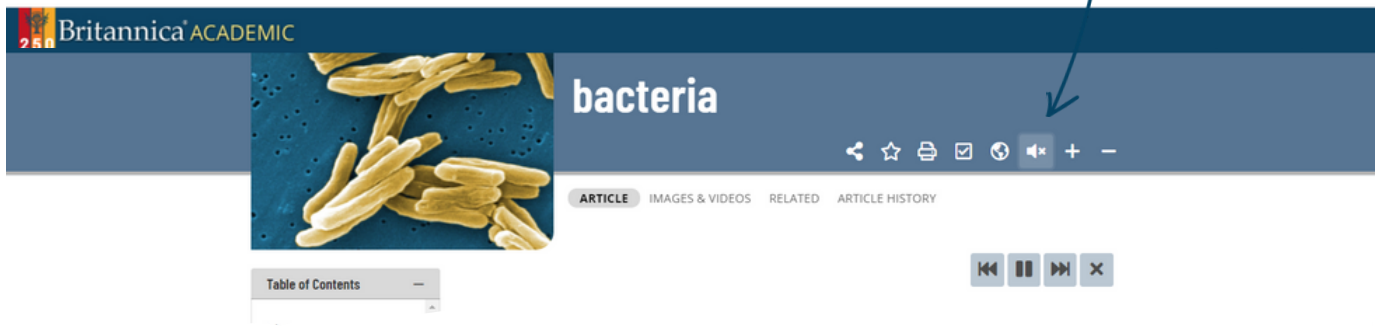 Britannica® ACADEMIC
250
bacteria
ARTICLE IMAGES & VIDEOS RELATED ARTICLE HISTORY
Table of Contents